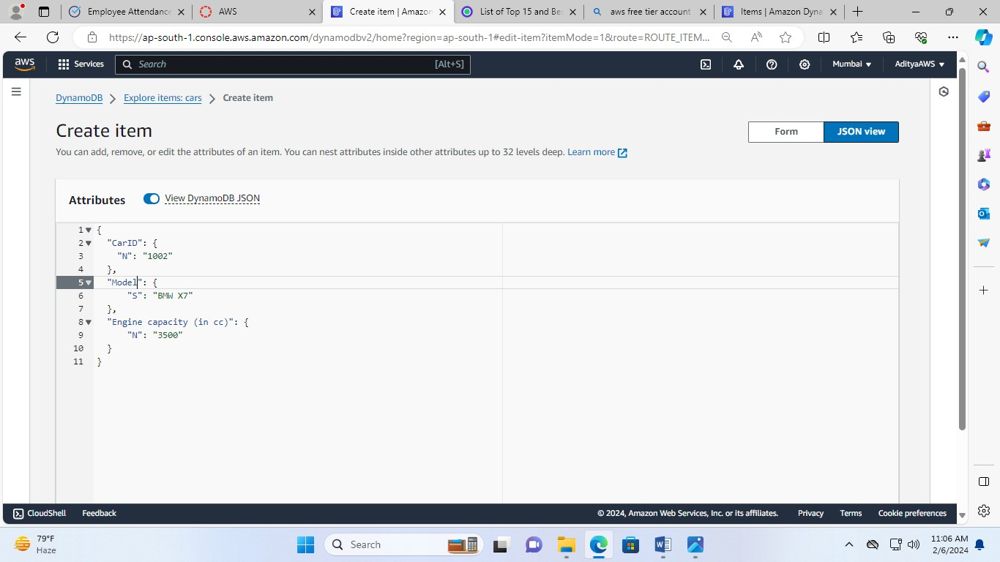 Employee Attendance
AWS
Create item | Amazon
List of Top 15 and Be
aws free tier account
Items | Amazon Dyna
https://ap-south-1.console.aws.amazon.com/dynamodbv2/home?region=ap-south-1#edit-item?itemMode=1&route=ROUTE_ITEM...
aws
Services
Search
[Alt+S]
Mumbai
AdityaAWS
DynamoDB
Explore items: cars
Create item
Create item
Form
JSON view
You can add, remove, or edit the attributes of an item. You can nest attributes inside other attributes up to 32 levels deep. Learn more
Attributes
View DynamoDB JSON
1 {
2 "CarID": {
3 "N": "1002"
4 },
5 "Model": {
6 "S": "BMW X7"
7 },
8 "Engine capacity (in cc)": {
9 "N": "3500"
10 }
11 }
CloudShell
Feedback
© 2024, Amazon Web Services, Inc. or its affiliates.
Privacy
Terms
Cookie preferences
79°F
Haze
Search
11:06 AM
2/6/2024